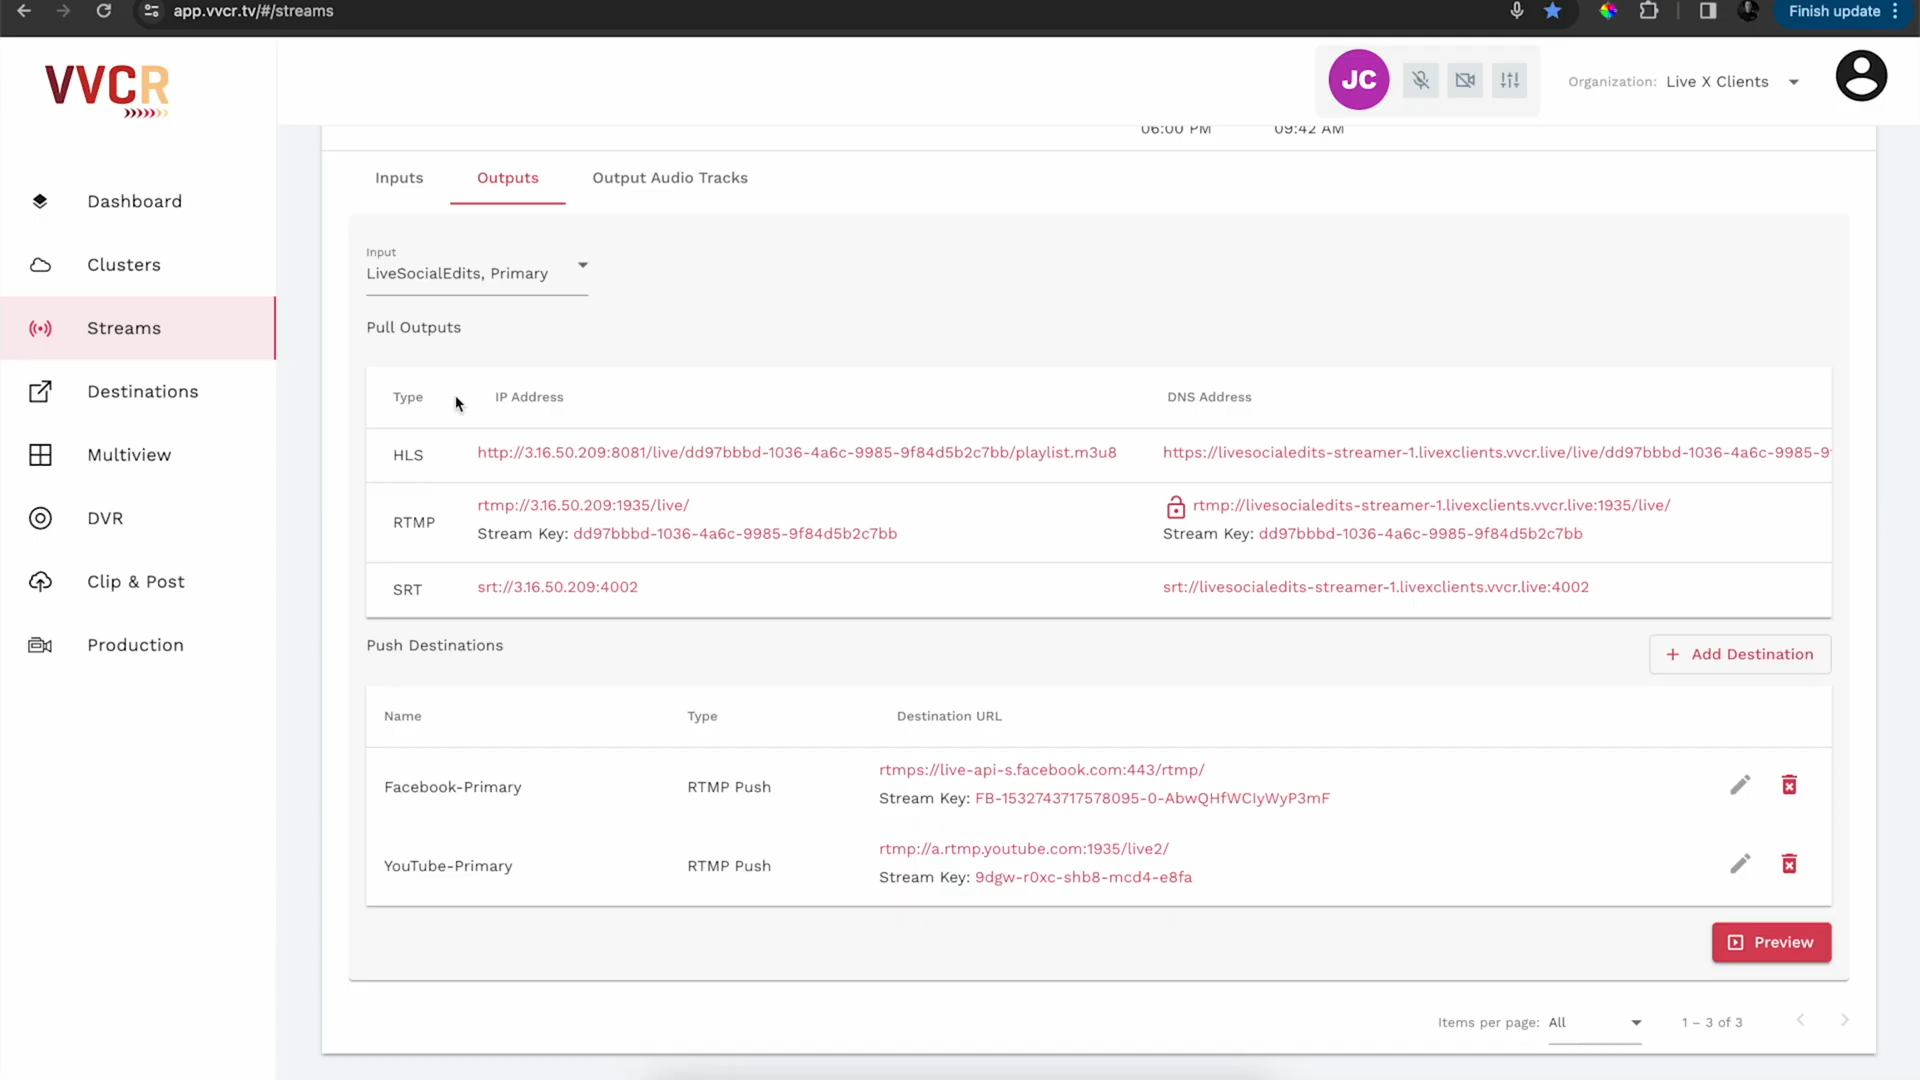 app.vvcr.tv/#/streams
Finish update
VVCR
JC
Organization: Live X Clients
06:00 PM 09:42 AM
Dashboard
Clusters
Streams
Destinations
Multiview
DVR
Clip & Post
Production
Inputs Outputs Output Audio Tracks
Input
LiveSocialEdits, Primary
Pull Outputs
Type IP Address DNS Address
HLS http://3.16.50.209:8081/live/dd97bbbd-1036-4a6c-9985-9f84d5b2c7bb/playlist.m3u8 https://livesocialedits-streamer-1.livexclients.vvcr.live/live/dd97bbbd-1036-4a6c-9985-9
RTMP rtmp://3.16.50.209:1935/live/ rtmp://livesocialedits-streamer-1.livexclients.vvcr.live:1935/live/
Stream Key: dd97bbbd-1036-4a6c-9985-9f84d5b2c7bb Stream Key: dd97bbbd-1036-4a6c-9985-9f84d5b2c7bb
SRT srt://3.16.50.209:4002 srt://livesocialedits-streamer-1.livexclients.vvcr.live:4002
Push Destinations
+ Add Destination
Name Type Destination URL
Facebook-Primary RTMP Push rtmps://live-api-s.facebook.com:443/rtmp/
Stream Key: FB-1532743717578095-0-AbwQHfWCIyWyP3mF
YouTube-Primary RTMP Push rtmp://a.rtmp.youtube.com:1935/live2/
Stream Key: 9dgw-r0xc-shb8-mcd4-e8fa
Preview
Items per page: All 1 – 3 of 3